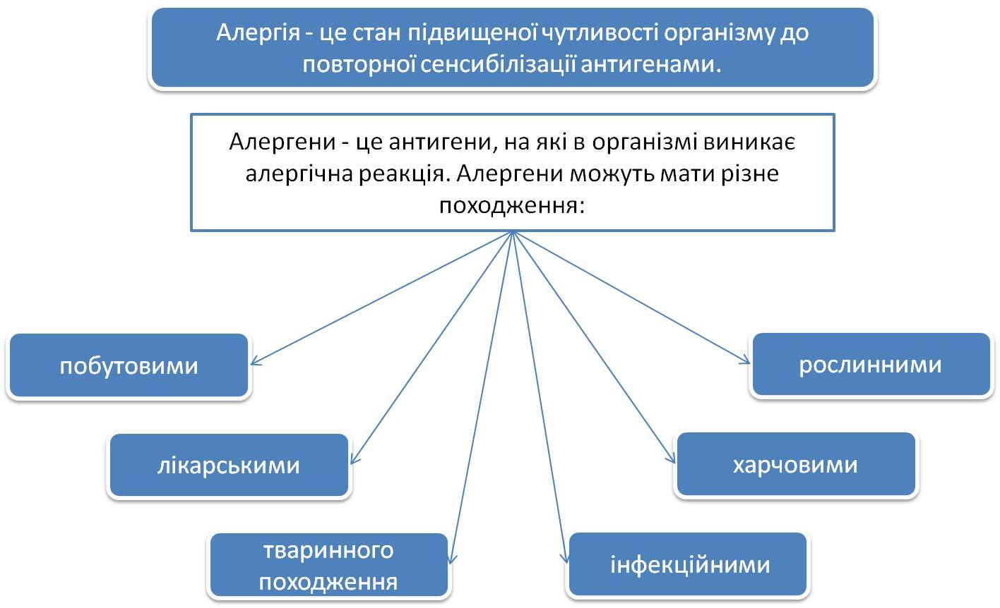 Алергія - це стан підвищеної чутливості організму до
повторної сенсибілізації антигенами.
Алергени - це антигени, на які в організмі виникає
алергічна реакція. Алергени можуть мати різне
походження:
побутовими
рослинними
лікарськими
харчовими
тваринного
походження
інфекційними